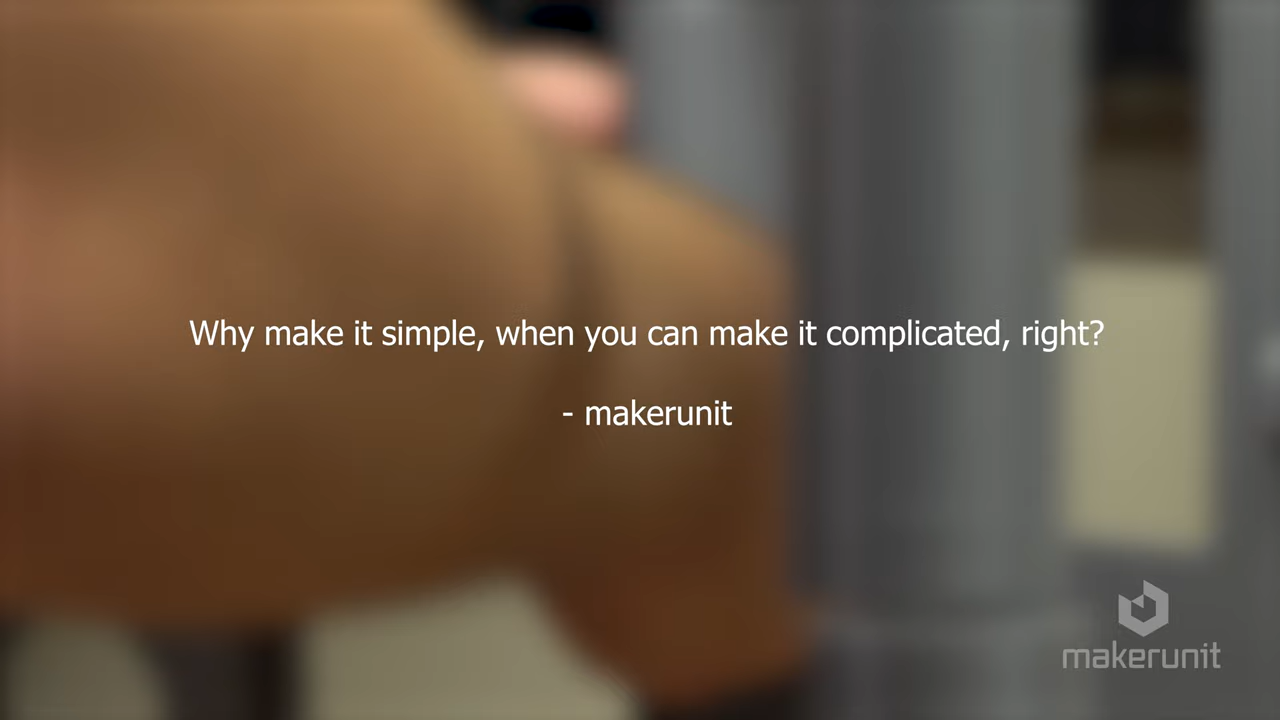 Why make it simple, when you can make it complicated, right?
- makerunit
makerunit